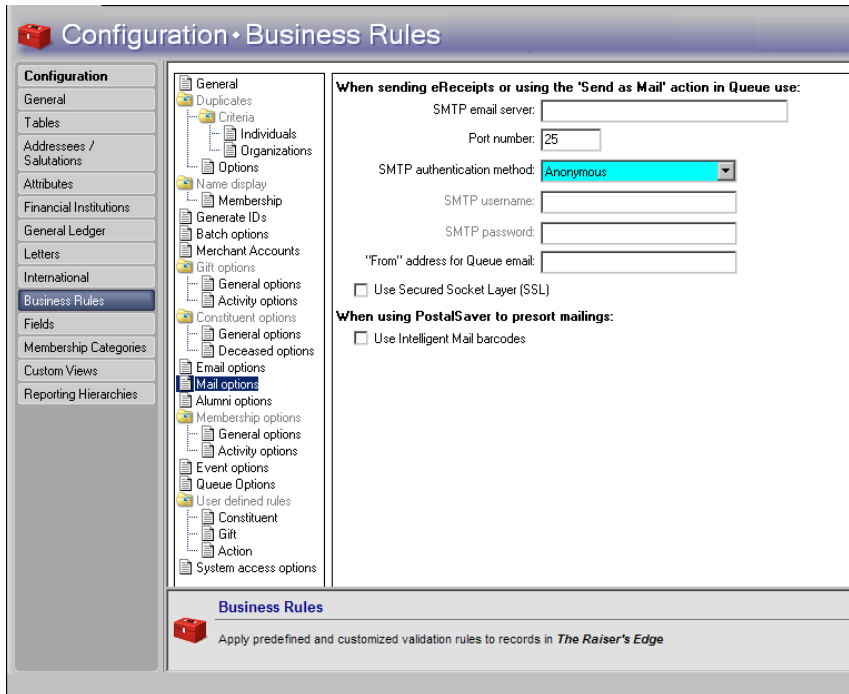 Configuration • Business Rules
Configuration
General
Tables
Addressees /
Salutations
Attributes
Financial Institutions
General Ledger
Letters
International
Business Rules
Fields
Membership Categories
Custom Views
Reporting Hierarchies
General
Duplicates
Criteria
Individuals
Organizations
Options
Name display
Membership
Generate IDs
Batch options
Merchant Accounts
Gift options
General options
Activity options
Constituent options
General options
Deceased options
Email options
Mail options
Alumni options
Membership options
General options
Activity options
Event options
Queue Options
User defined rules
Constituent
Gift
Action
System access options
When sending eReceipts or using the 'Send as Mail' action in Queue use:
SMTP email server:
Port number: 25
SMTP authentication method: Anonymous
SMTP username:
SMTP password:
"From" address for Queue email:
Use Secured Socket Layer (SSL)
When using PostalSaver to presort mailings:
Use Intelligent Mail barcodes
Business Rules
Apply predefined and customized validation rules to records in The Raiser's Edge